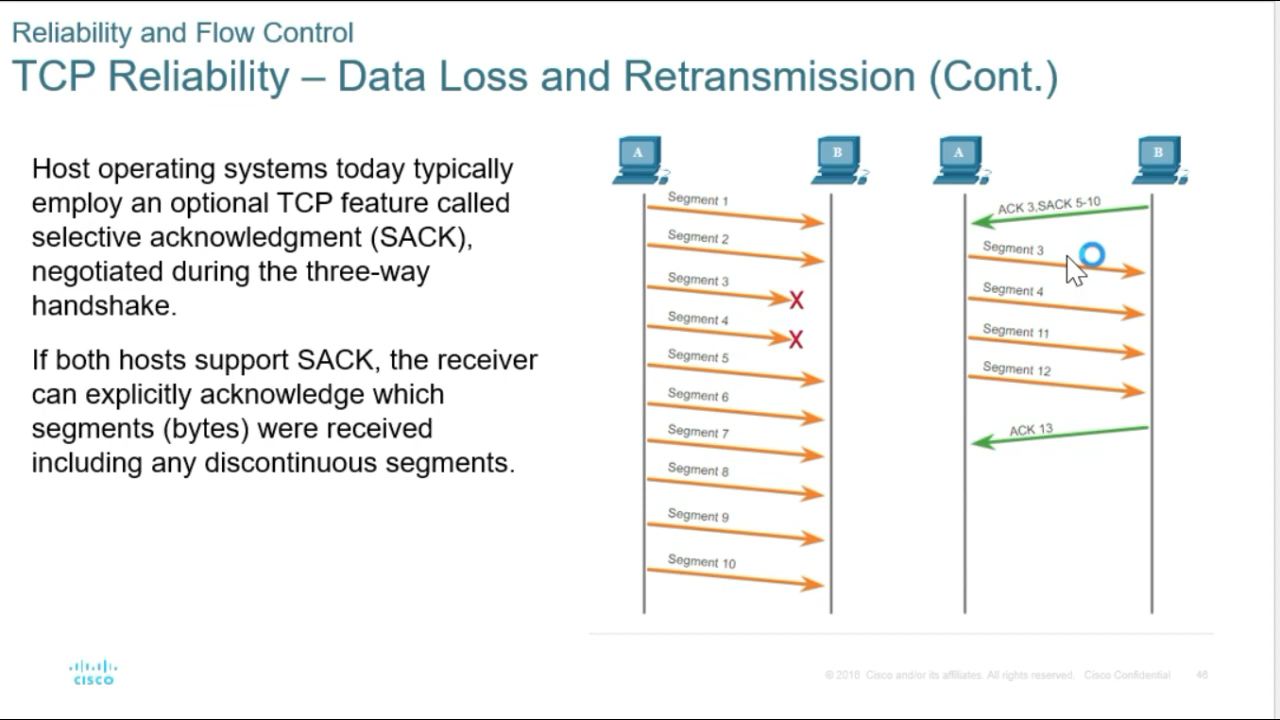 Reliability and Flow Control
TCP Reliability – Data Loss and Retransmission (Cont.)
Host operating systems today typically
employ an optional TCP feature called
selective acknowledgment (SACK),
negotiated during the three-way
handshake.
If both hosts support SACK, the receiver
can explicitly acknowledge which
segments (bytes) were received
including any discontinuous segments.
A
B
Segment 1
Segment 2
Segment 3
X
Segment 4
X
Segment 5
Segment 6
Segment 7
Segment 8
Segment 9
Segment 10
A
B
ACK 3,SACK 5-10
Segment 3
Segment 4
Segment 11
Segment 12
ACK 13
CISCO
© 2016 Cisco and/or its affiliates. All rights reserved. Cisco Confidential
46